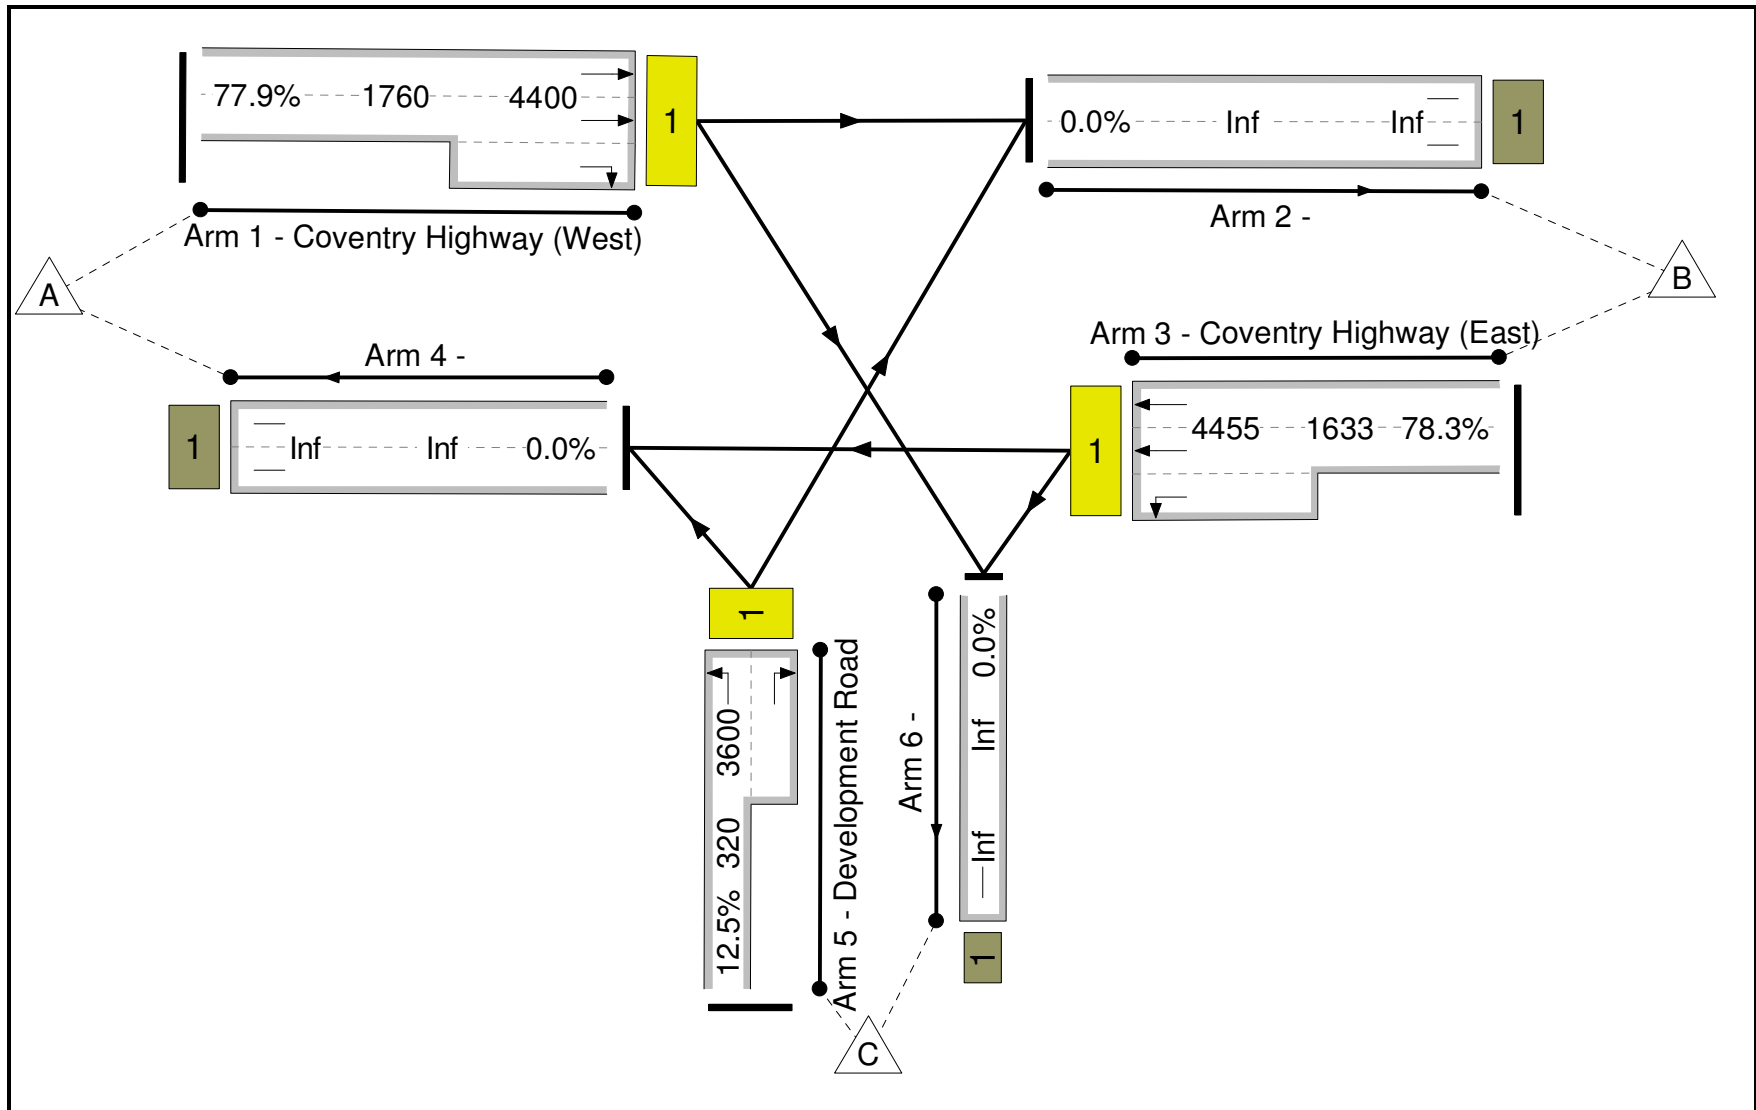 77.9% 1760 4400
1
0.0% Inf Inf
1
Arm 1 - Coventry Highway (West)
Arm 2 -
A
B
Arm 3 - Coventry Highway (East)
Arm 4 -
1
Inf Inf 0.0%
1
4455 1633 78.3%
1
12.5% 320 3600
Arm 5 - Development Road
Arm 6 -
Inf Inf 0.0%
1
C